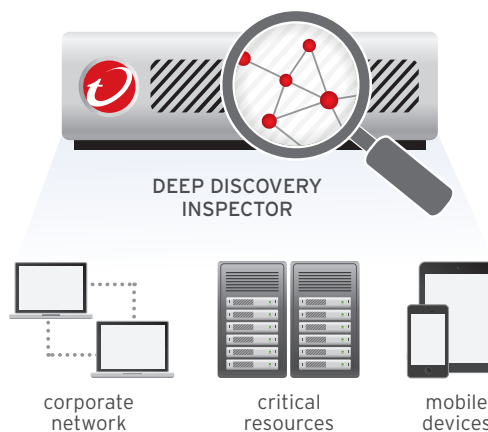 DEEP DISCOVERY
INSPECTOR
corporate
network
critical
resources
mobile
devices